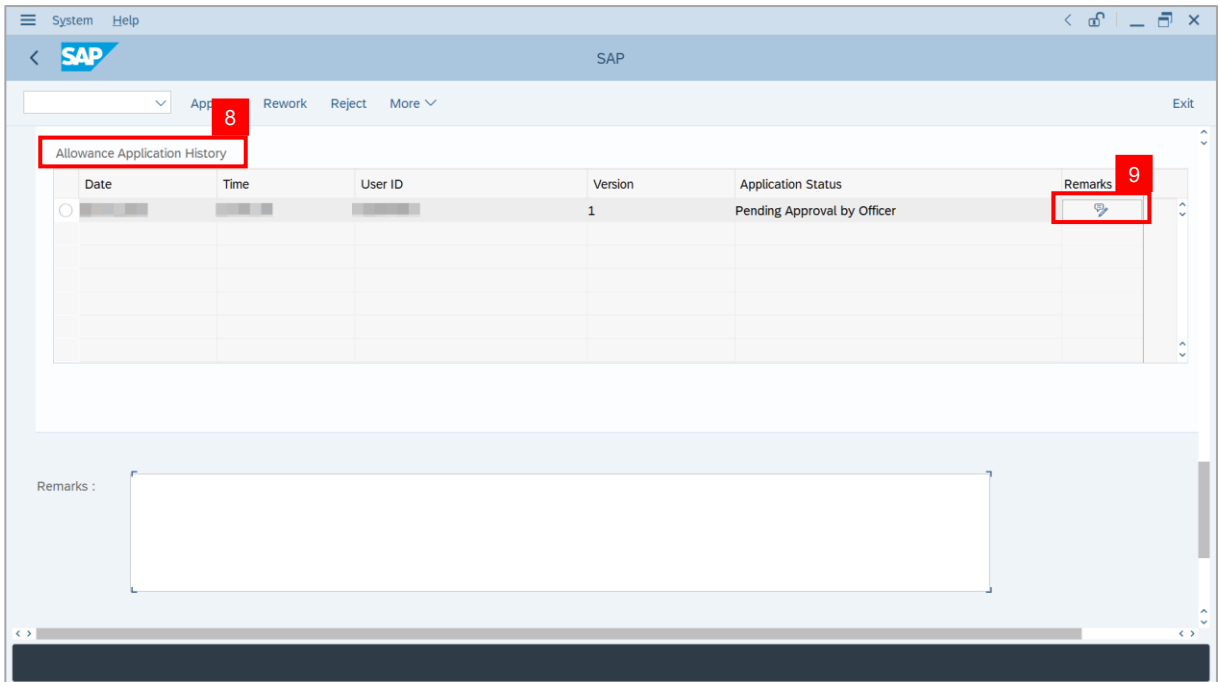 System Help
SAP
SAP
Rework Reject More Exit
8
Allowance Application History
9
Date Time User ID Version Application Status Remarks
1 Pending Approval by Officer
Remarks :